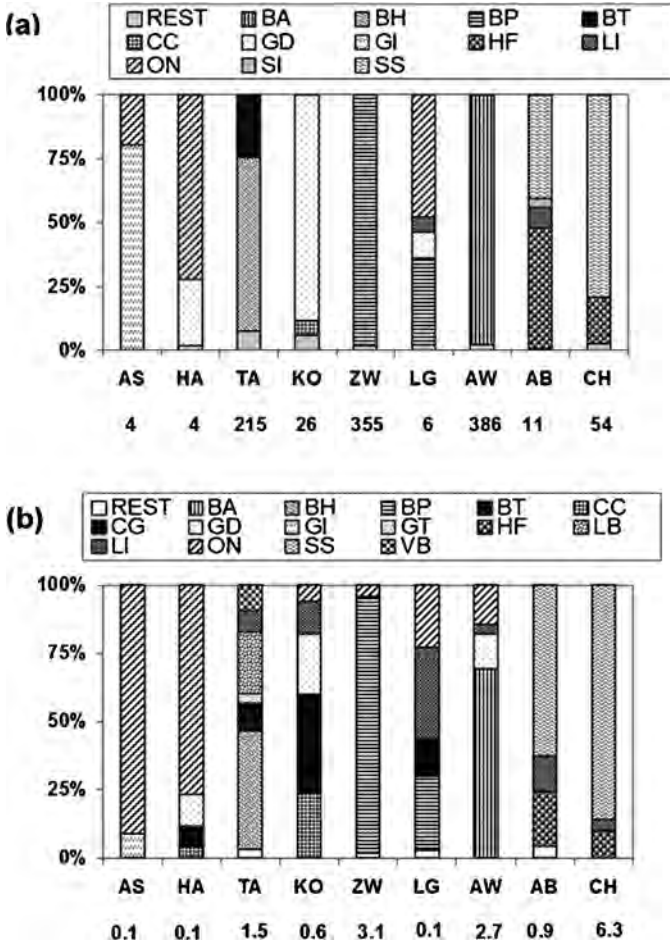 (a)
REST BA BH BP BT
CC GD GI HF LI
ON SI SS
100%
75%
50%
25%
0%
AS HA TA KO ZW LG AW AB CH
4 4 215 26 355 6 386 11 54
(b)
REST BA BH BP BT CC
CG GD GI GT HF LB
LI ON SS VB
100%
75%
50%
25%
0%
AS HA TA KO ZW LG AW AB CH
0.1 0.1 1.5 0.6 3.1 0.1 2.7 0.9 6.3